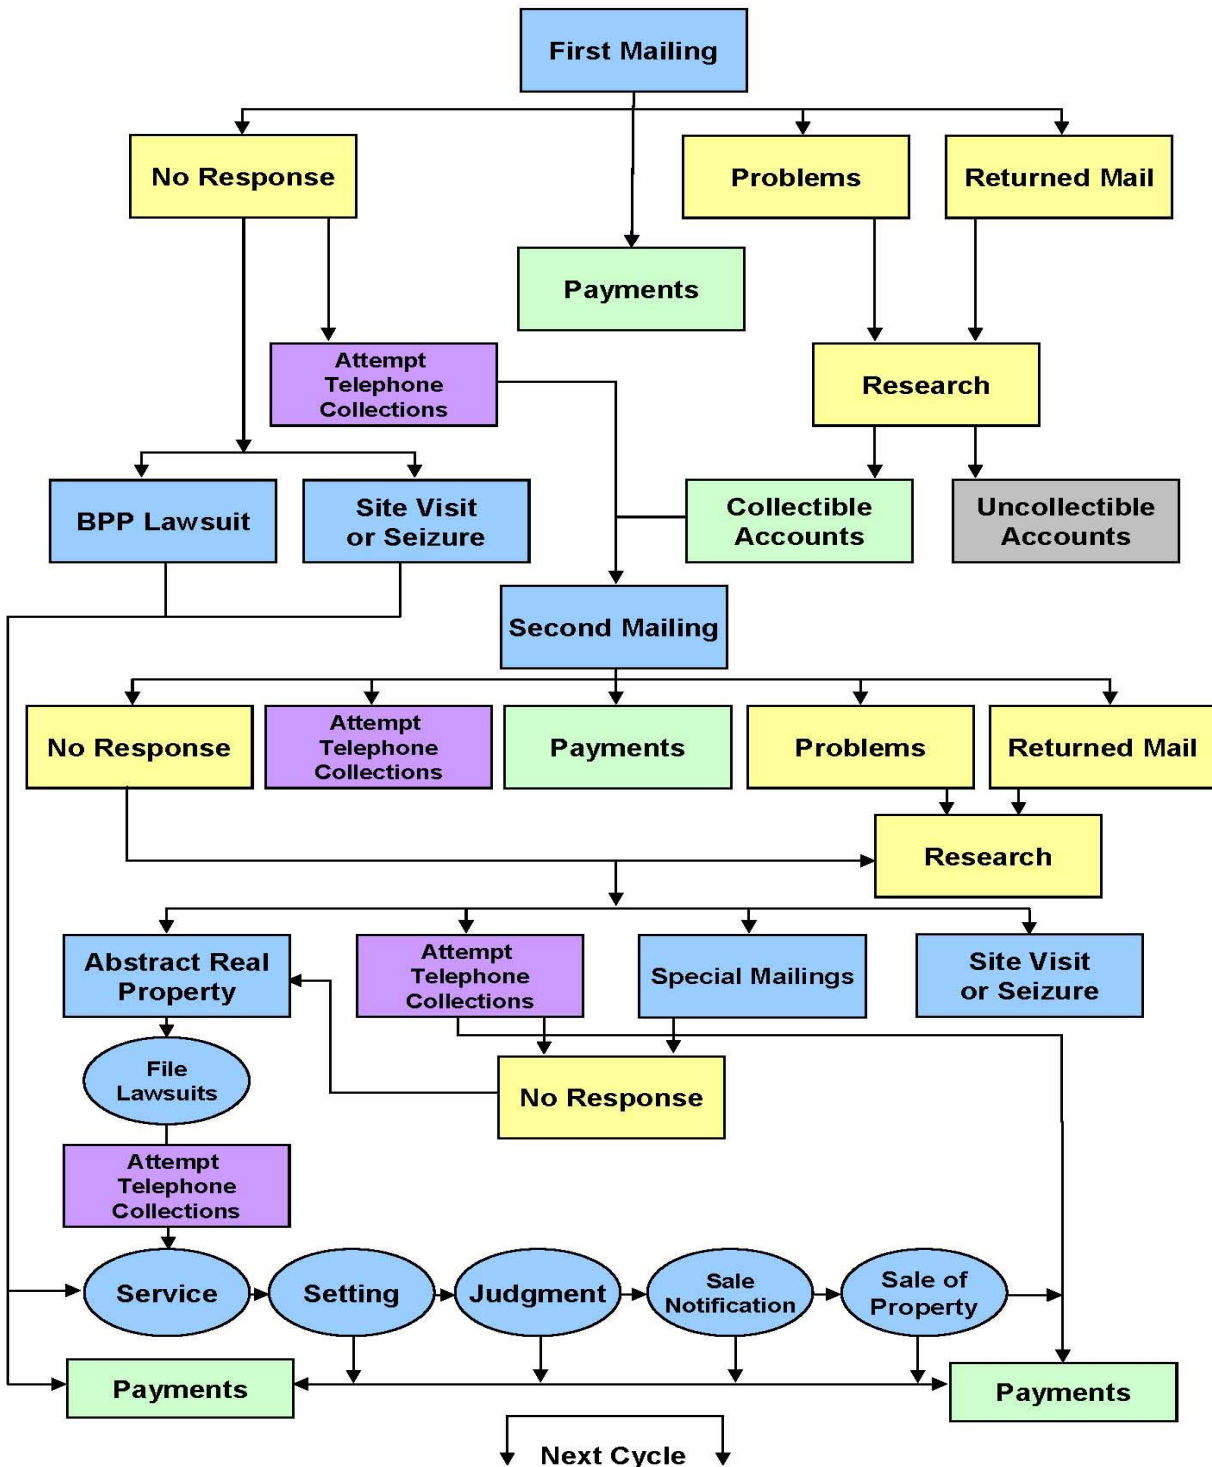 First Mailing
No Response
Problems
Returned Mail
Payments
Attempt
Telephone
Collections
Research
BPP Lawsuit
Site Visit
or Seizure
Collectible
Accounts
Uncollectible
Accounts
Second Mailing
No Response
Attempt
Telephone
Collections
Payments
Problems
Returned Mail
Research
Abstract Real
Property
Attempt
Telephone
Collections
Special Mailings
Site Visit
or Seizure
File
Lawsuits
No Response
Attempt
Telephone
Collections
Service
Setting
Judgment
Sale
Notification
Sale of
Property
Payments
Payments
Next Cycle